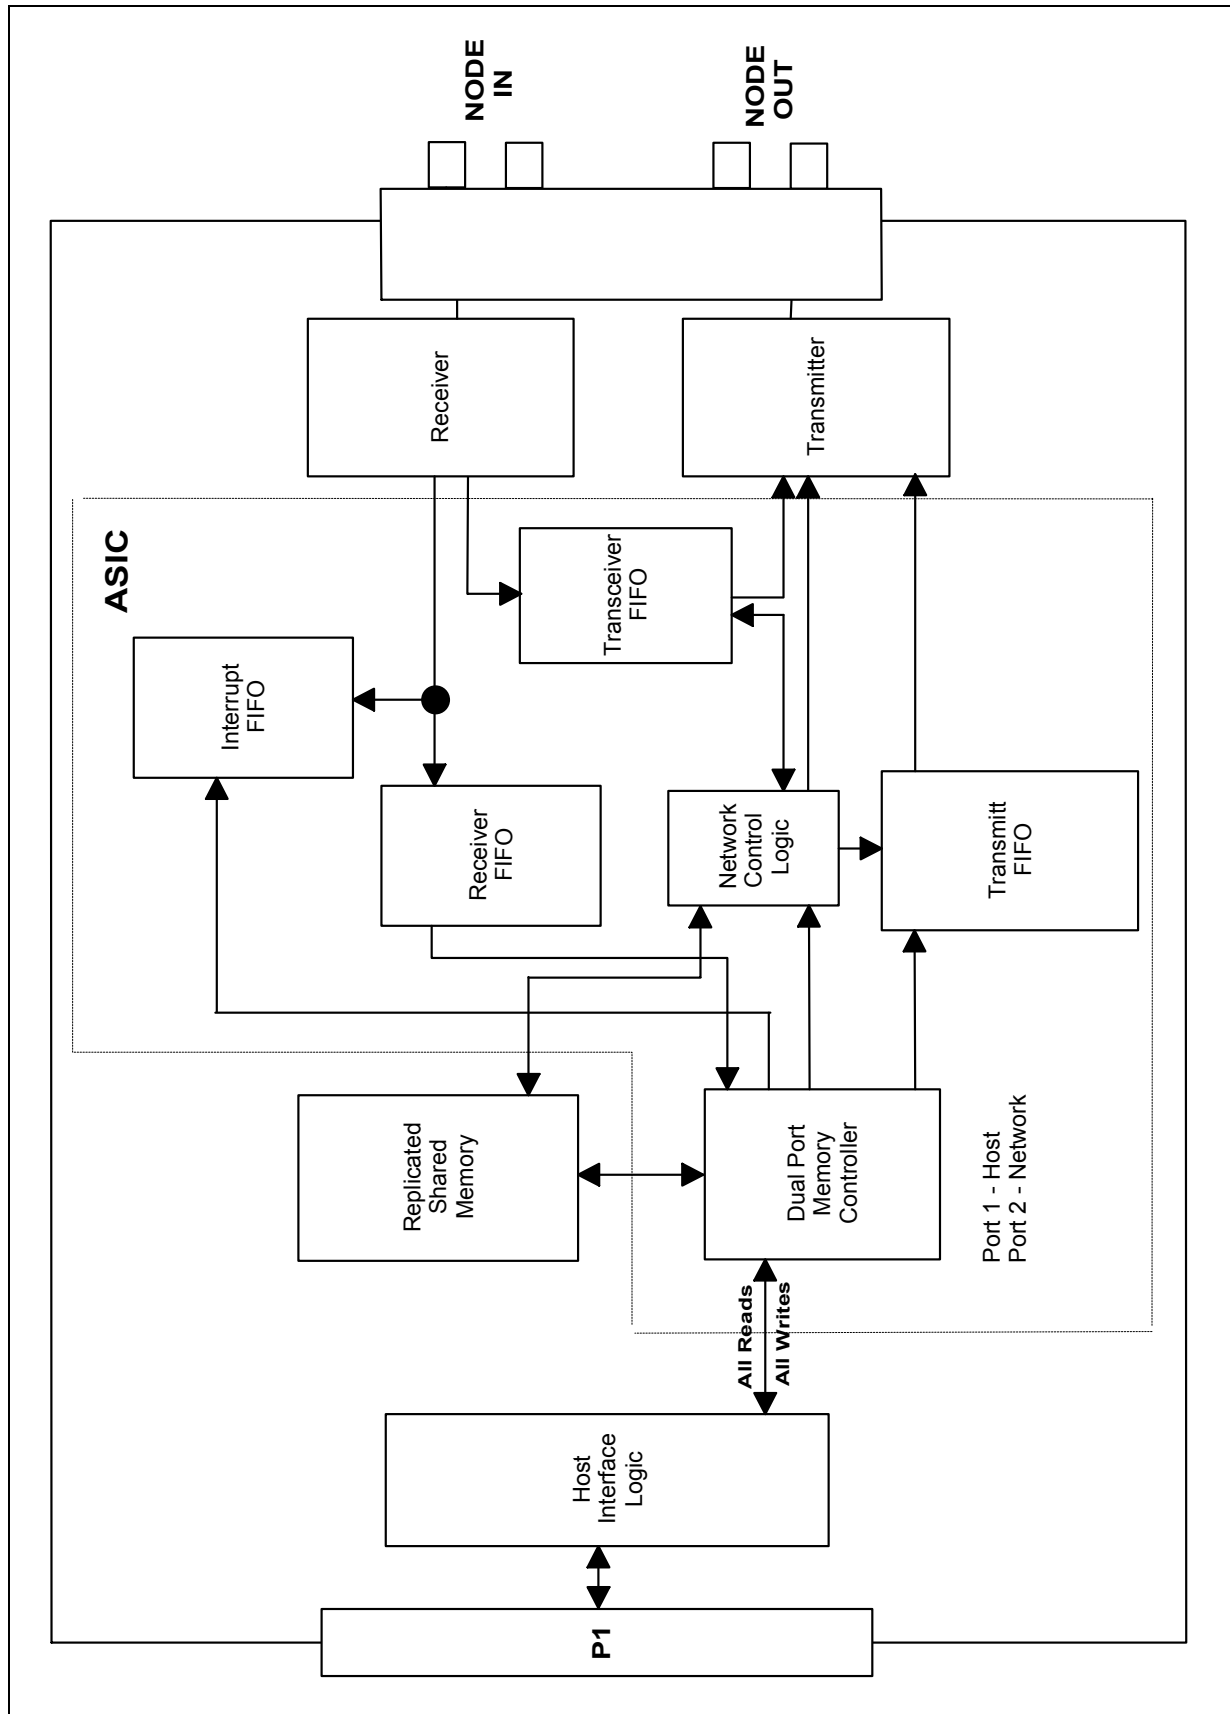 NODE
IN
NODE
OUT
Receiver
Transmitter
ASIC
Interrupt
FIFO
Transceiver
FIFO
Receiver
FIFO
Network
Control
Logic
Transmitt
FIFO
Replicated
Shared
Memory
Dual Port
Memory
Controller
Port 1 - Host
Port 2 - Network
All Reads
All Writes
Host
Interface
Logic
P1